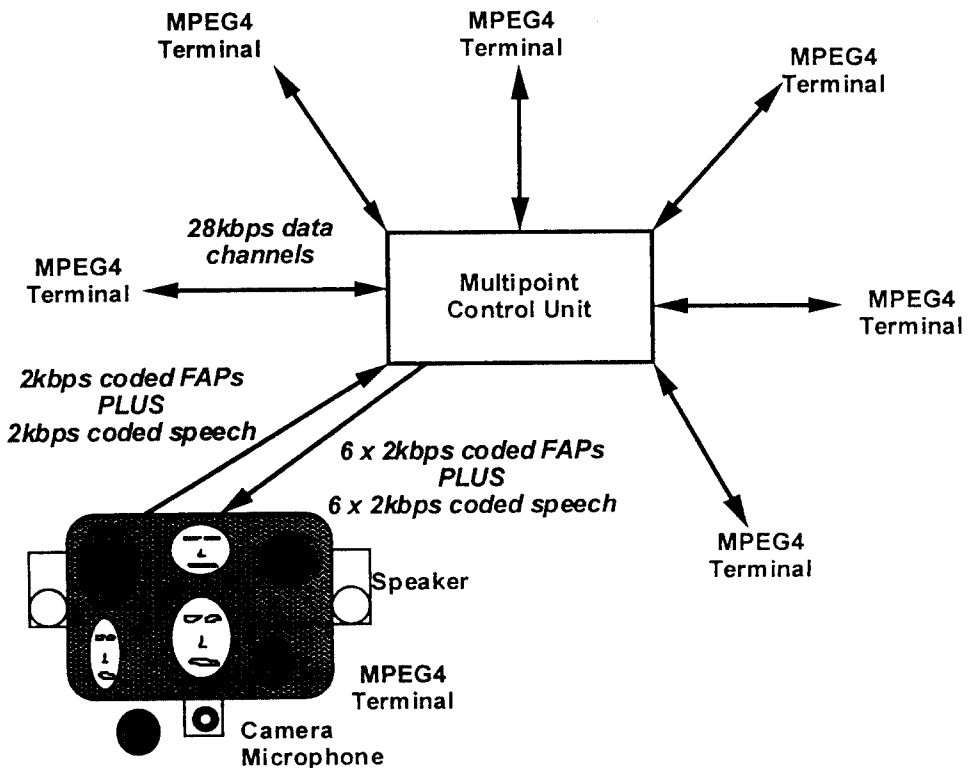 MPEG4
Terminal
MPEG4
Terminal
MPEG4
Terminal
28kbps data
channels
MPEG4
Terminal
Multipoint
Control Unit
MPEG4
Terminal
2kbps coded FAPs
PLUS
2kbps coded speech
6 x 2kbps coded FAPs
PLUS
6 x 2kbps coded speech
MPEG4
Terminal
Speaker
MPEG4
Terminal
Camera
Microphone